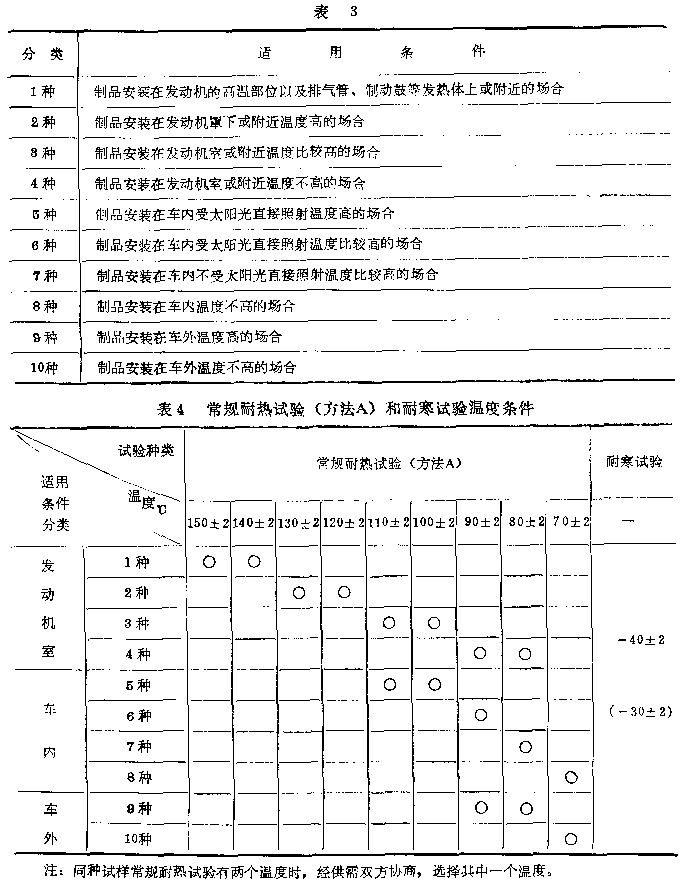 表 3
分 类 适 用 条 件
1种 制品安装在发动机的高温部位以及排气管、制动鼓等发热体上或附近的场合
2种 制品安装在发动机罩下或附近温度高的场合
3种 制品安装在发动机室或附近温度比较高的场合
4种 制品安装在发动机室或附近温度不高的场合
5种 制品安装在车内受太阳光直接照射温度高的场合
6种 制品安装在车内受太阳光直接照射温度比较高的场合
7种 制品安装在车内不受太阳光直接照射温度比较高的场合
8种 制品安装在车内温度不高的场合
9种 制品安装在车外温度高的场合
10种 制品安装在车外温度不高的场合
表4 常规耐热试验（方法A）和耐寒试验温度条件
试验种类
温度℃
适用
条件
分类
常规耐热试验（方法A）
耐寒试验
150±2 140±2 130±2 120±2 110±2 100±2 90±2 80±2 70±2 —
发动机室
1种 ○ ○
2种 ○ ○
3种 ○ ○
4种 ○ ○
车内
5种 ○ ○
6种 ○
7种 ○
8种 ○
车外
9种 ○ ○
10种 ○
-40±2
(-30±2)
注：同种试样常规耐热试验有两个温度时，经供需双方协商，选择其中一个温度。